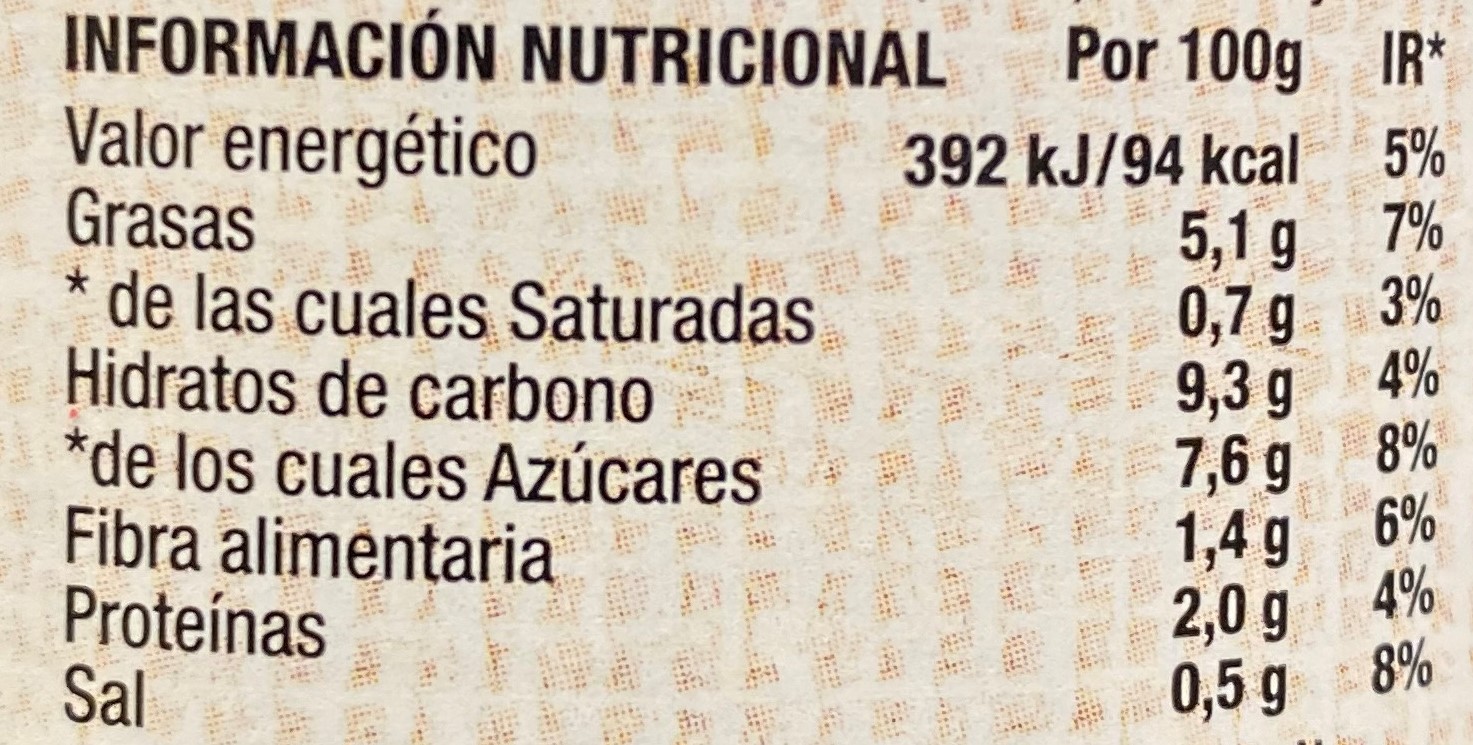 INFORMACIÓN NUTRICIONAL Por 100g IR*
Valor energético 392 kJ/94 kcal 5%
Grasas 5,1 g 7%
* de las cuales Saturadas 0,7 g 3%
Hidratos de carbono 9,3 g 4%
*de los cuales Azúcares 7,6 g 8%
Fibra alimentaria 1,4 g 6%
Proteínas 2,0 g 4%
Sal 0,5 g 8%